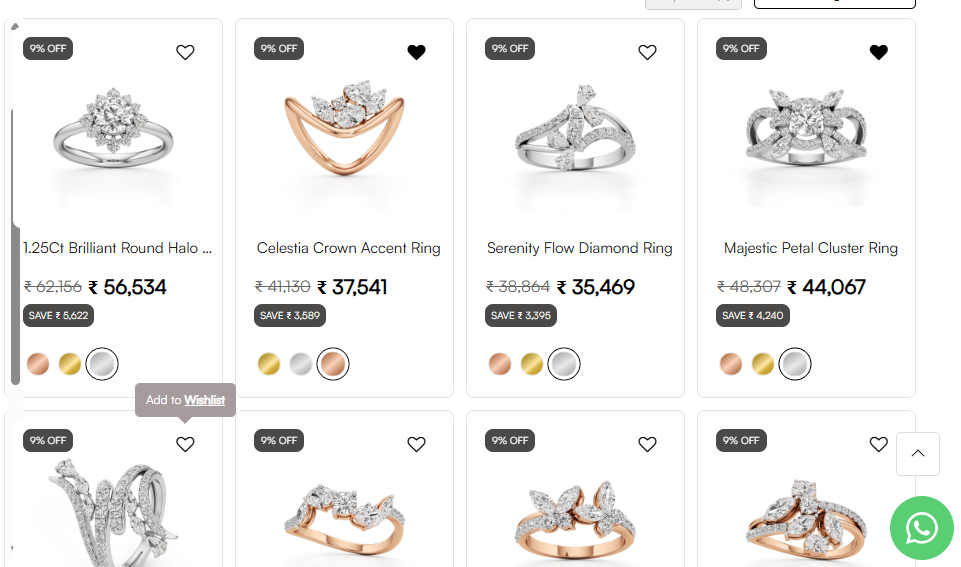 9% OFF
9% OFF
9% OFF
9% OFF
1.25Ct Brilliant Round Halo ...
Celestia Crown Accent Ring
Serenity Flow Diamond Ring
Majestic Petal Cluster Ring
₹ 62,156 ₹ 56,534
₹ 41,130 ₹ 37,541
₹ 38,864 ₹ 35,469
₹ 48,307 ₹ 44,067
SAVE ₹ 5,622
SAVE ₹ 3,589
SAVE ₹ 3,395
SAVE ₹ 4,240
Add to Wishlist
9% OFF
9% OFF
9% OFF
9% OFF